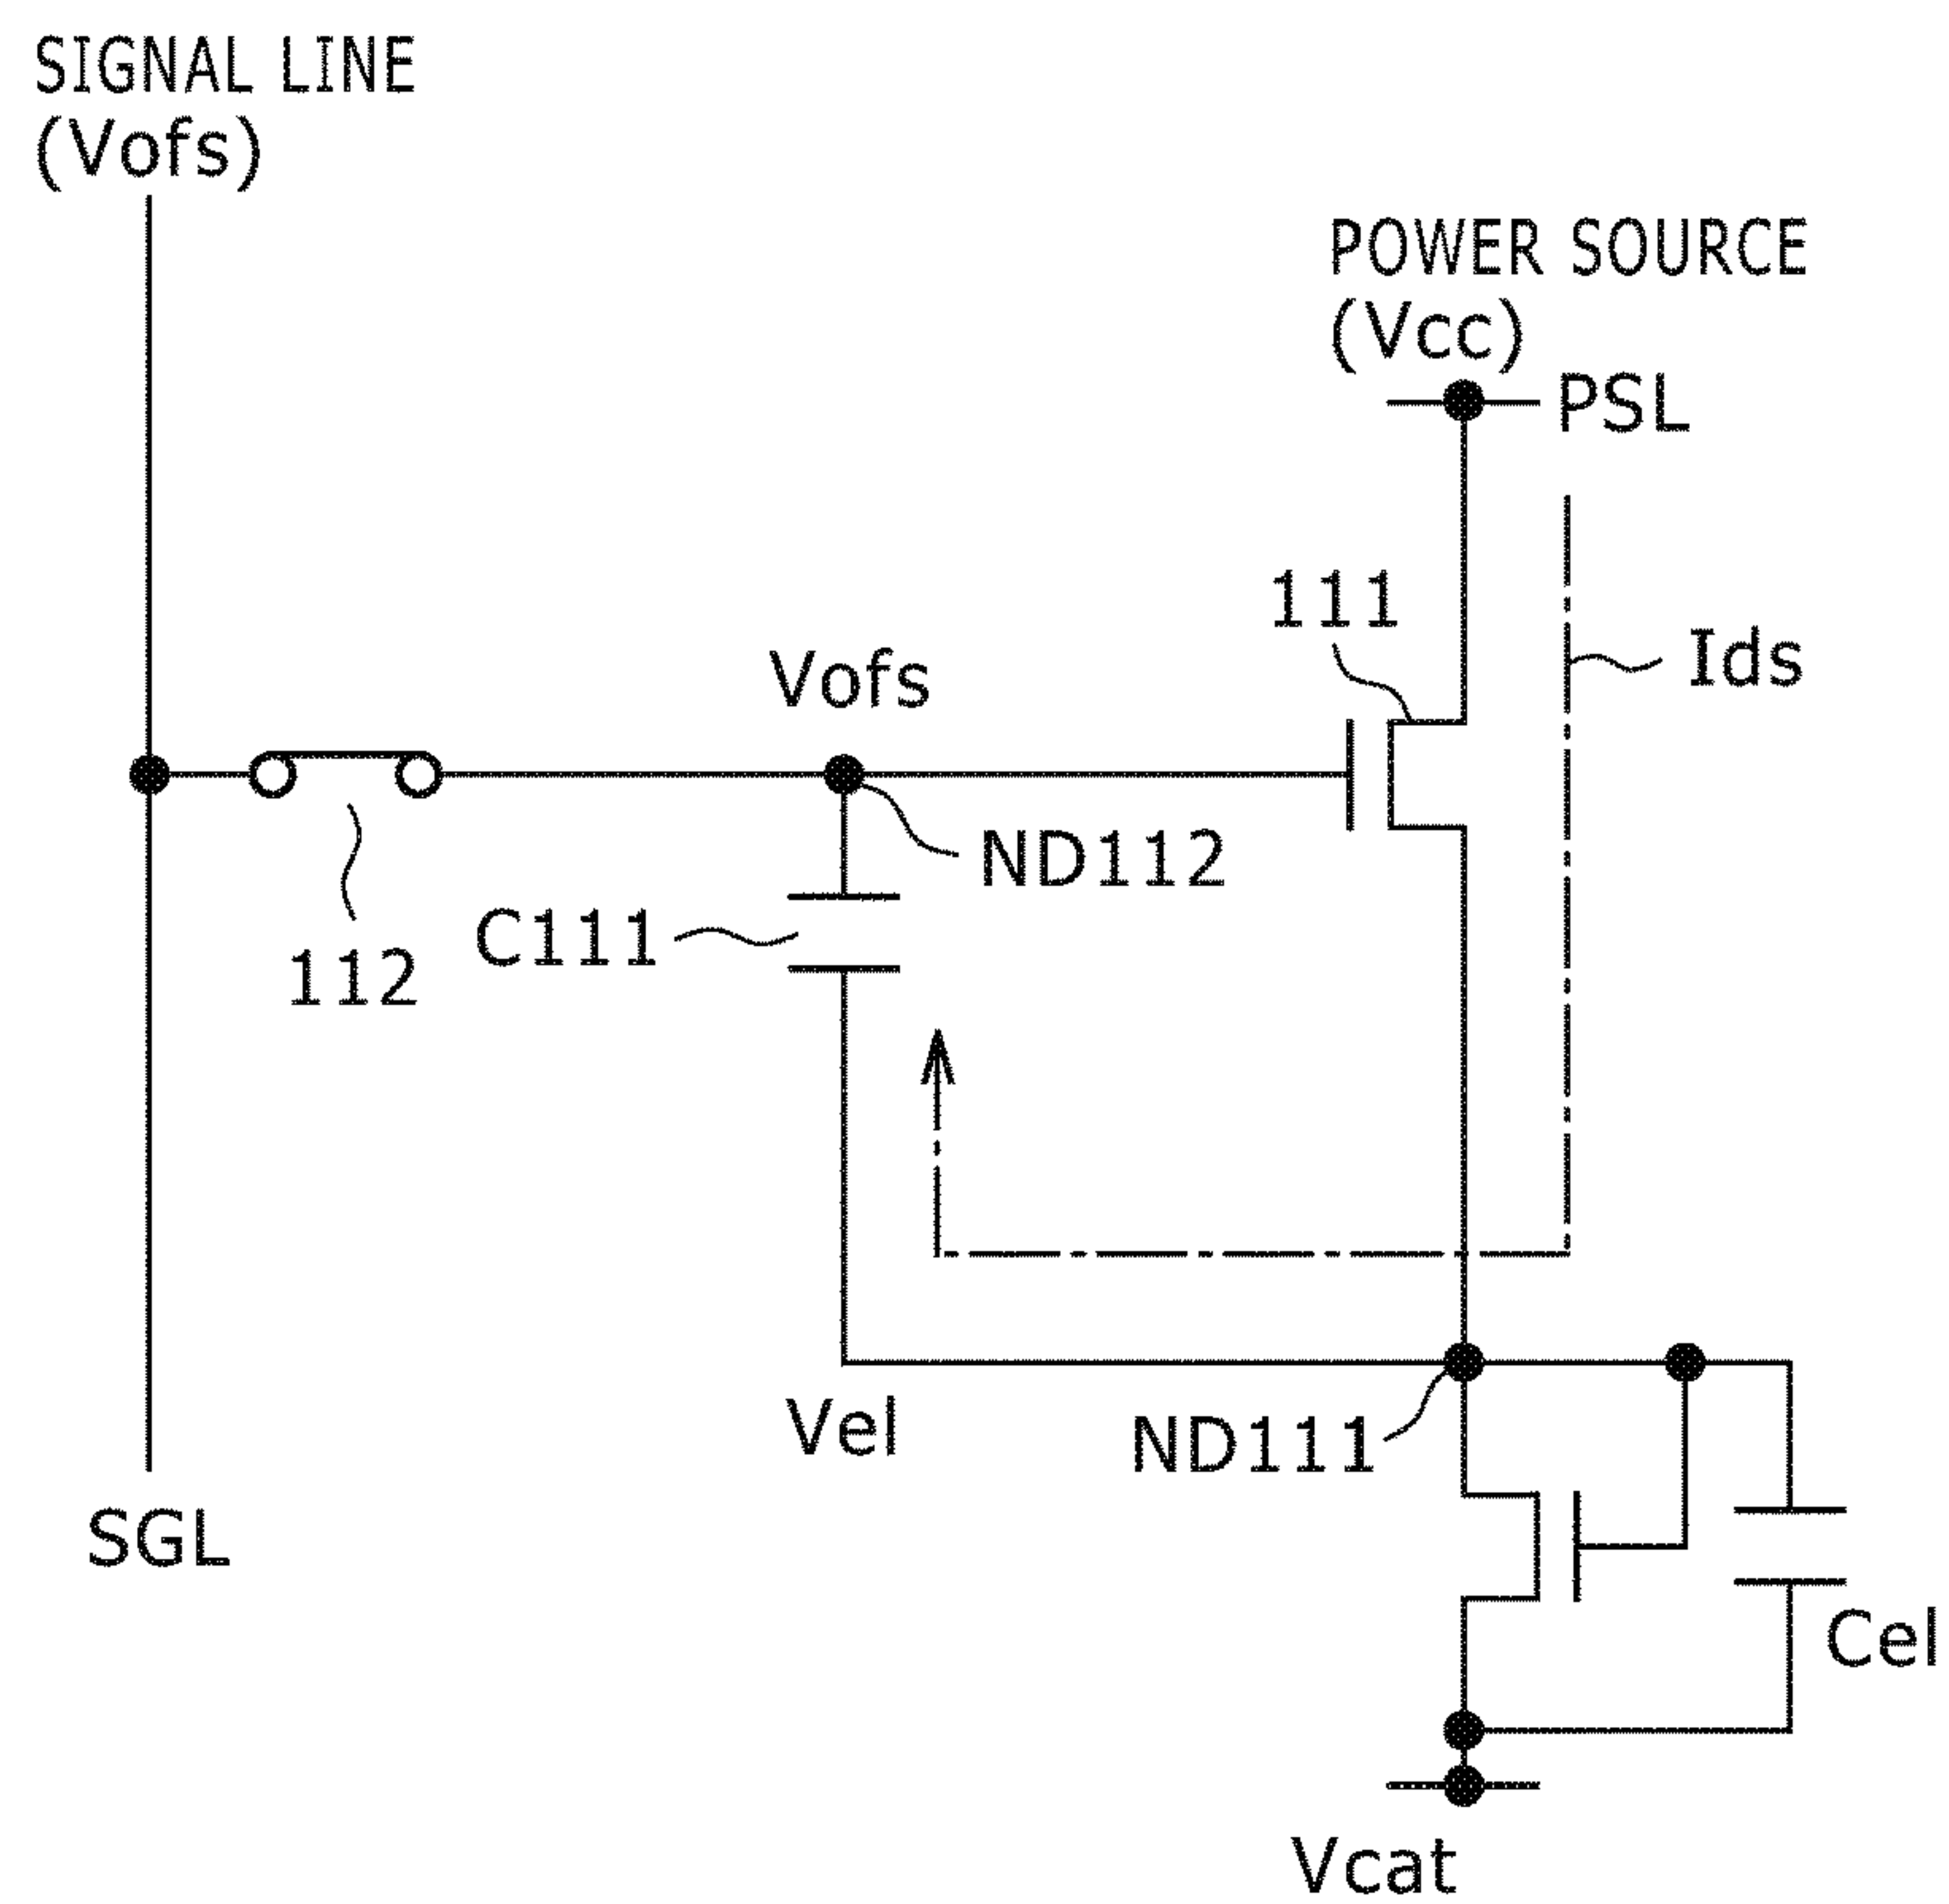 SIGNAL LINE
(Vofs)
POWER SOURCE
(Vcc)
PSL
111
Ids
Vofs
ND112
C111
112
Vel
ND111
SGL
Cel
Vcat